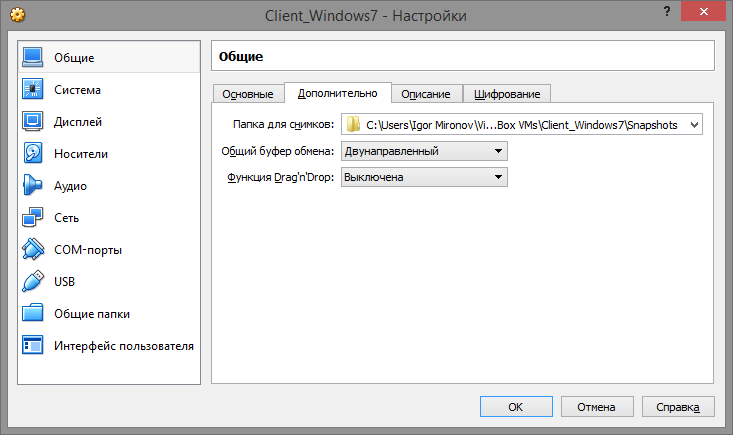 Client_Windows7 - Настройки
?
Общие
Система
Дисплей
Носители
Аудио
Сеть
COM-порты
USB
Общие папки
Интерфейс пользователя
Общие
Основные
Дополнительно
Описание
Шифрование
Папка для снимков: C:\Users\Igor Mironov\Vi...Box VMs\Client_Windows7\Snapshots
Общий буфер обмена: Двунаправленный
Функция Drag'n'Drop: Выключена
OK
Отмена
Справка